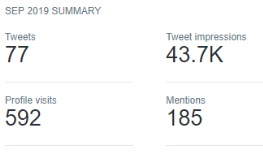 SEP 2019 SUMMARY
Tweets
77
Tweet impressions
43.7K
Profile visits
592
Mentions
185